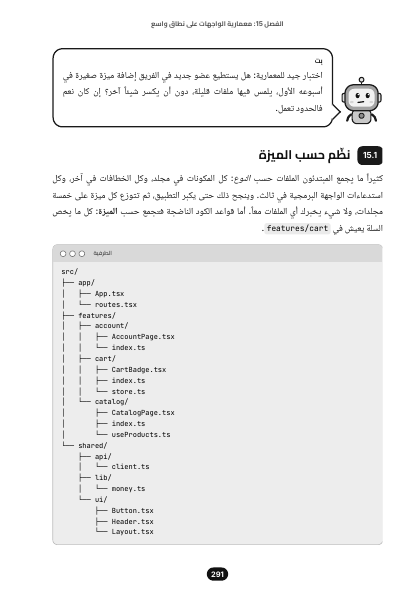 الفصل 15: معمارية الواجهات على نطاق واسع
بت
اختبار جيد للمعمارية: هل يستطيع عضو جديد في الفريق إضافة ميزة صغيرة في
أسبوعه الأول، يلمس فيها ملفات قليلة، دون أن يكسر شيئاً آخر؟ إن كان نعم
فالحدود تعمل.
15.1 نظّم حسب الميزة
كثيراً ما يجمع المبتدئون الملفات حسب النوع: كل المكونات في مجلد، وكل الخطافات في آخر، وكل
استدعاءات الواجهة البرمجية في ثالث. وينجح ذلك حتى يكبر التطبيق، ثم تتوزع كل ميزة على خمسة
مجلدات، ولا شيء يخبرك أي الملفات معاً. أما قواعد الكود الناضجة فتجمع حسب الميزة: كل ما يخص
السلة يعيش في features/cart.
الطرفية
src/
├── app/
│   ├── App.tsx
│   └── routes.tsx
├── features/
│   ├── account/
│   │   ├── AccountPage.tsx
│   │   └── index.ts
│   ├── cart/
│   │   ├── CartBadge.tsx
│   │   ├── index.ts
│   │   └── store.ts
│   └── catalog/
│       ├── CatalogPage.tsx
│       ├── index.ts
│       └── useProducts.ts
└── shared/
    ├── api/
    │   └── client.ts
    ├── lib/
    │   └── money.ts
    └── ui/
        ├── Button.tsx
        ├── Header.tsx
        └── Layout.tsx
291